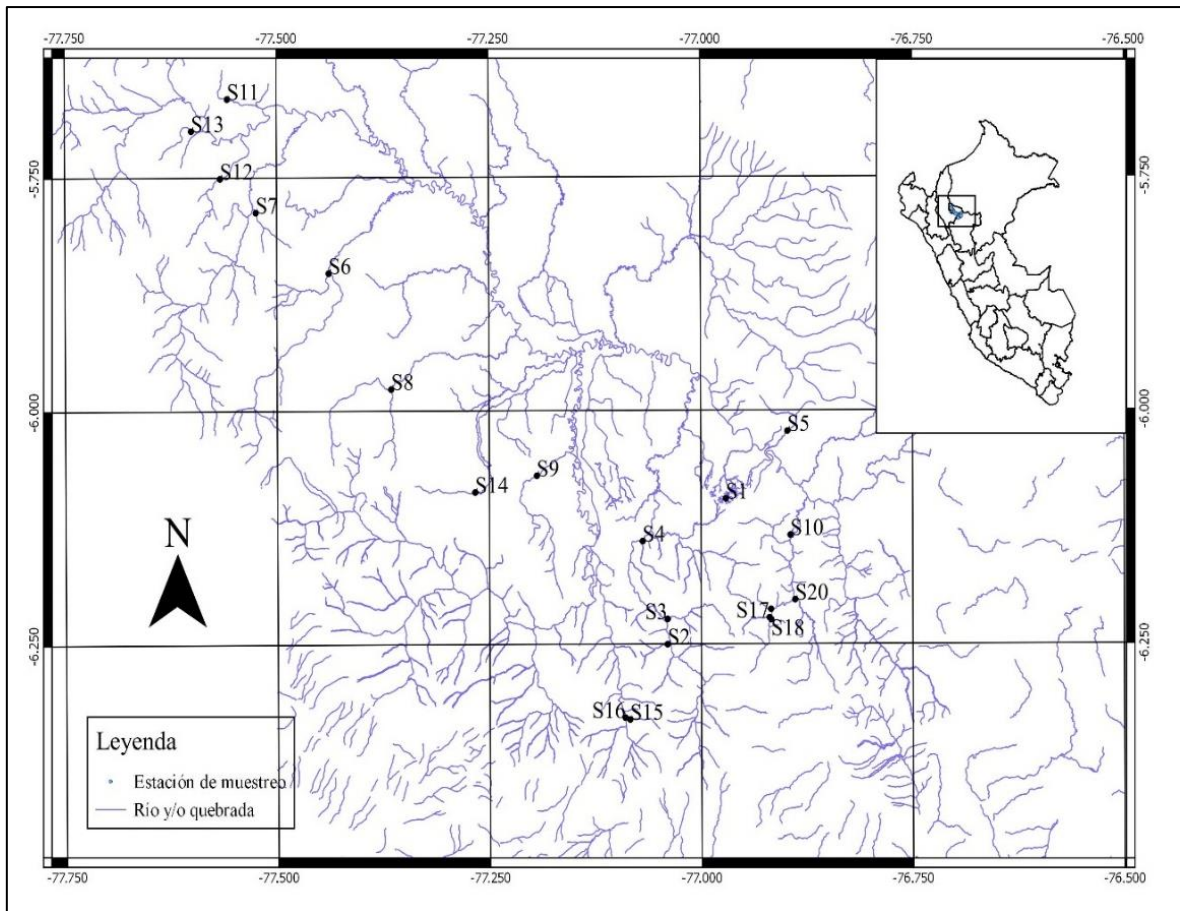 -77.750 -77.500 -77.250 -77.000 -76.750 -76.500
S11
S13
-5.750 -5.750
S12
S7
S6
S8
-6.000 -6.000
S5
S9
S14
S1
S10
S4
N
S20
S17
S3
S18
-6.250 -6.250
S2
S16 S15
Leyenda
Estación de muestreo
Río y/o quebrada
-77.750 -77.500 -77.250 -77.000 -76.750 -76.500